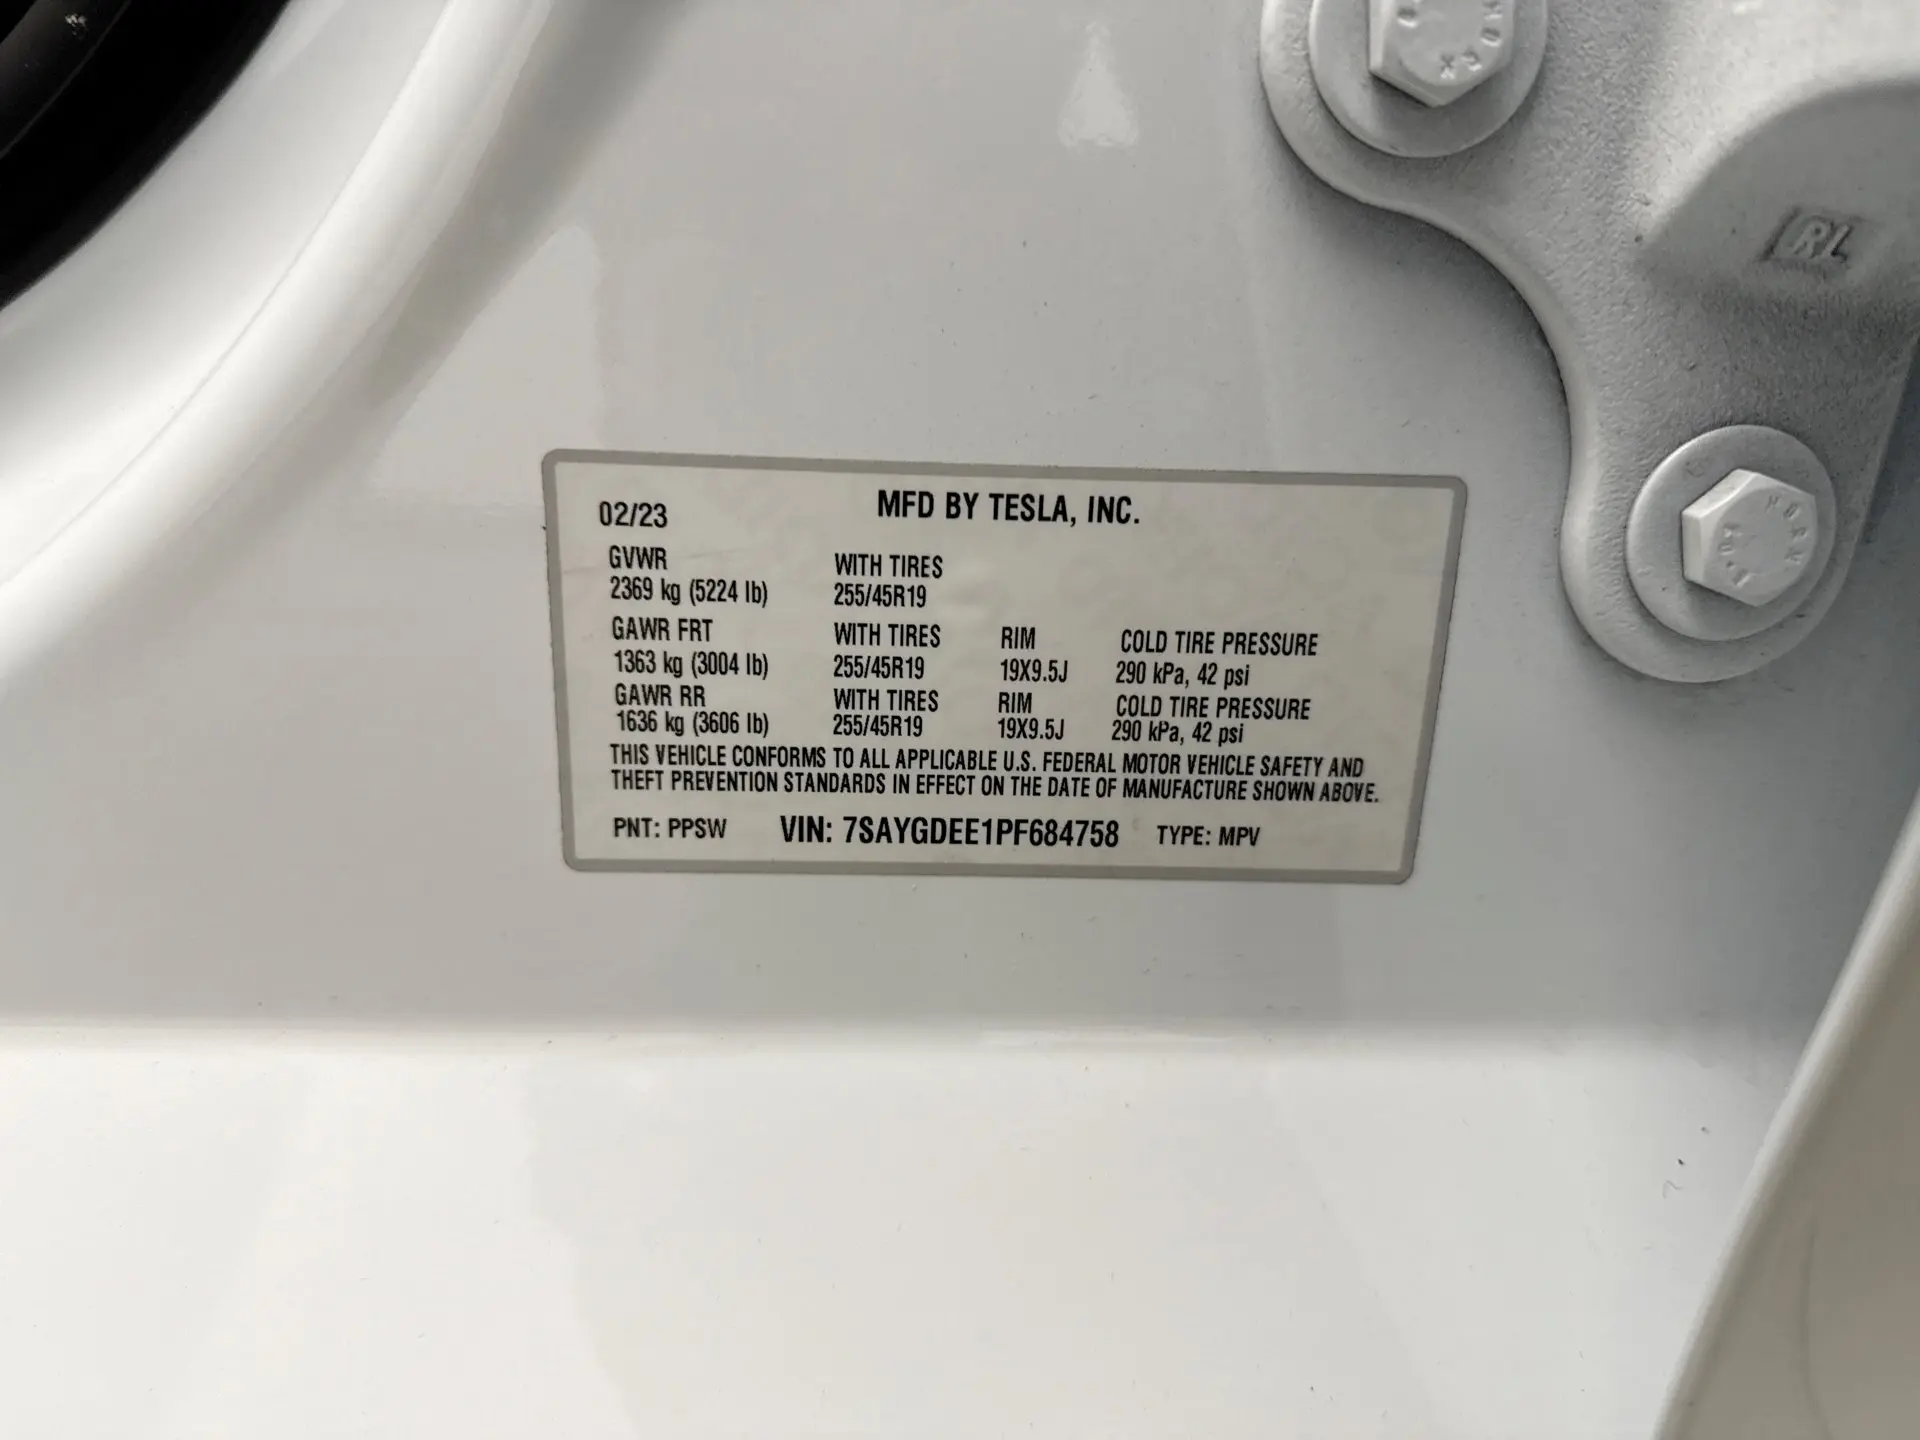 RL
02/23 MFD BY TESLA, INC.
GVWR WITH TIRES
2369 kg (5224 lb) 255/45R19
GAWR FRT WITH TIRES RIM COLD TIRE PRESSURE
1363 kg (3004 lb) 255/45R19 19X9.5J 290 kPa, 42 psi
GAWR RR WITH TIRES RIM COLD TIRE PRESSURE
1636 kg (3606 lb) 255/45R19 19X9.5J 290 kPa, 42 psi
THIS VEHICLE CONFORMS TO ALL APPLICABLE U.S. FEDERAL MOTOR VEHICLE SAFETY AND
THEFT PREVENTION STANDARDS IN EFFECT ON THE DATE OF MANUFACTURE SHOWN ABOVE.
PNT: PPSW VIN: 7SAYGDEE1PF684758 TYPE: MPV